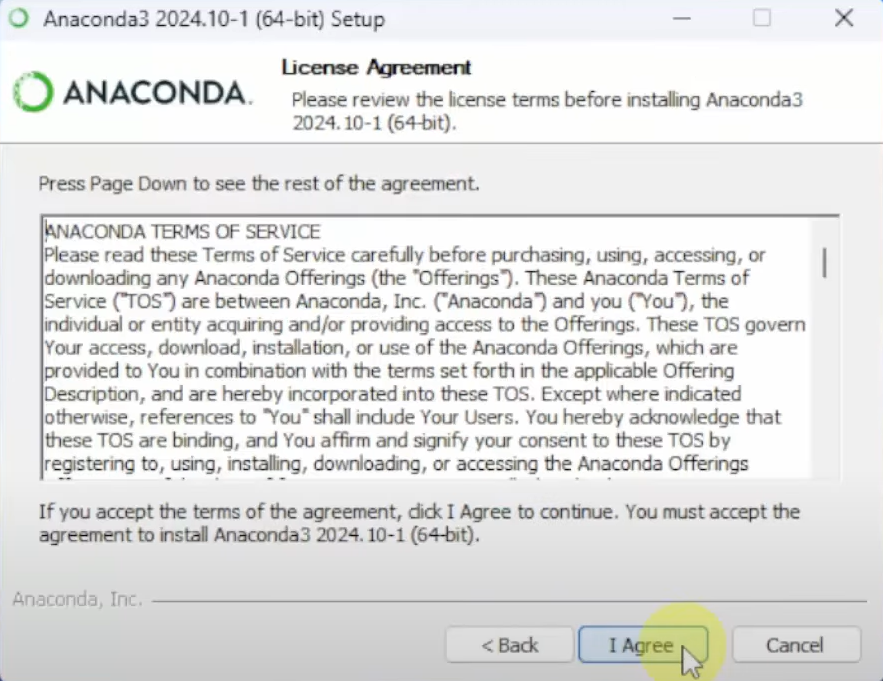 Anaconda3 2024.10-1 (64-bit) Setup
ANACONDA.
License Agreement
Please review the license terms before installing Anaconda3
2024.10-1 (64-bit).
Press Page Down to see the rest of the agreement.
ANACONDA TERMS OF SERVICE
Please read these Terms of Service carefully before purchasing, using, accessing, or
downloading any Anaconda Offerings (the "Offerings"). These Anaconda Terms of
Service ("TOS") are between Anaconda, Inc. ("Anaconda") and you ("You"), the
individual or entity acquiring and/or providing access to the Offerings. These TOS govern
Your access, download, installation, or use of the Anaconda Offerings, which are
provided to You in combination with the terms set forth in the applicable Offering
Description, and are hereby incorporated into these TOS. Except where indicated
otherwise, references to "You" shall include Your Users. You hereby acknowledge that
these TOS are binding, and You affirm and signify your consent to these TOS by
registering to, using, installing, downloading, or accessing the Anaconda Offerings
If you accept the terms of the agreement, click I Agree to continue. You must accept the
agreement to install Anaconda3 2024.10-1 (64-bit).
Anaconda, Inc.
< Back
I Agree
Cancel